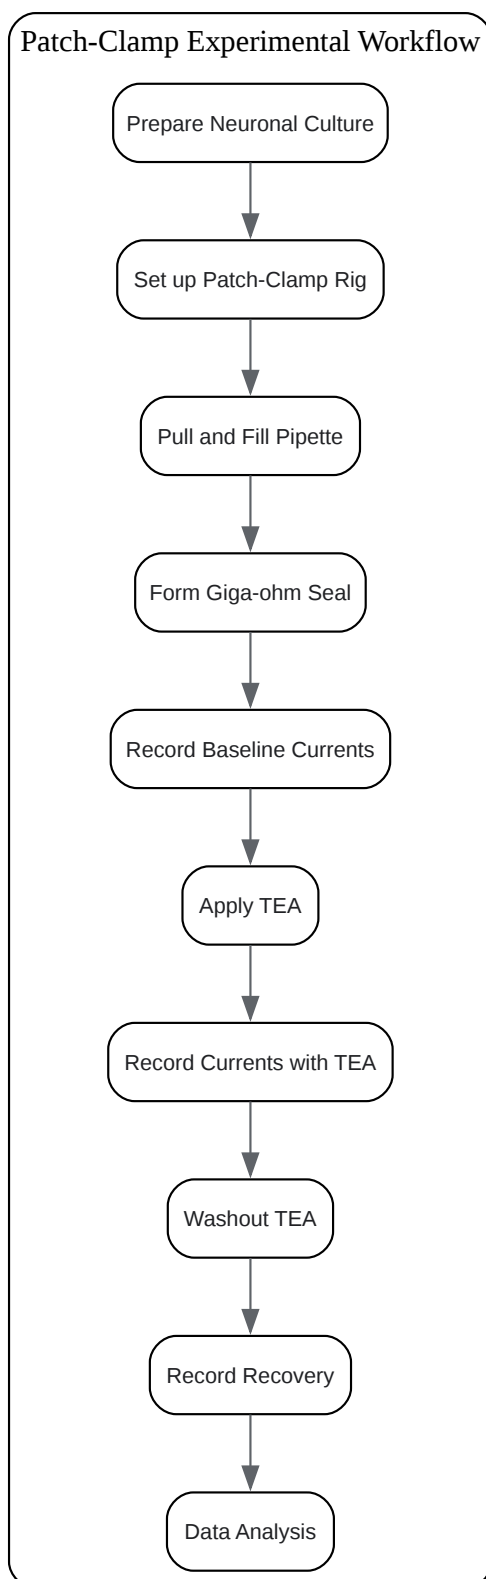 Patch-Clamp Experimental Workflow
Prepare Neuronal Culture
Set up Patch-Clamp Rig
Pull and Fill Pipette
Form Giga-ohm Seal
Record Baseline Currents
Apply TEA
Record Currents with TEA
Washout TEA
Record Recovery
Data Analysis